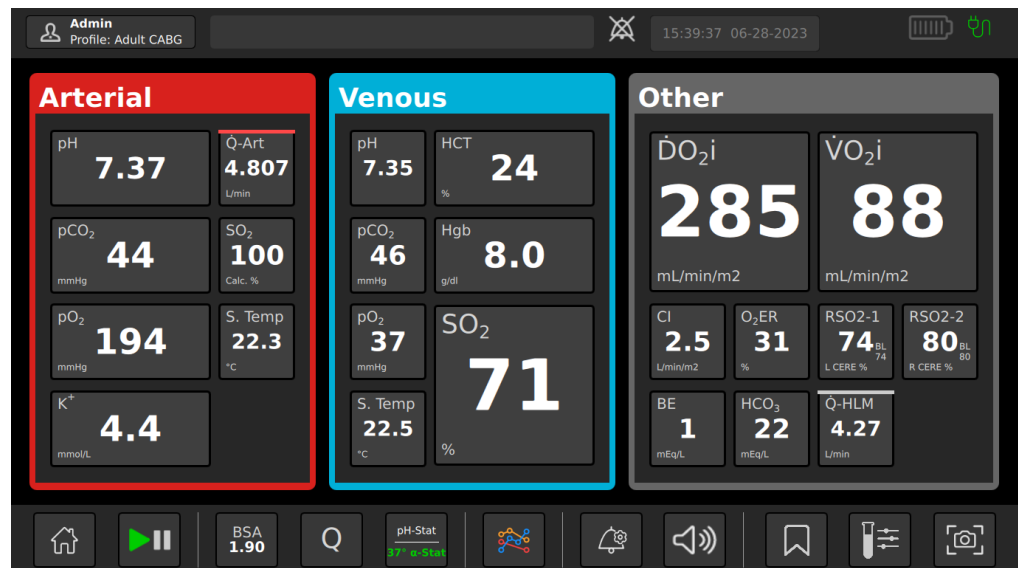 Admin
Profile: Adult CABG
15:39:37 06-28-2023
Arterial
pH
7.37
Q̇-Art
4.807
L/min
pCO₂
44
mmHg
SO₂
100
Calc. %
pO₂
194
mmHg
S. Temp
22.3
°C
K⁺
4.4
mmol/L
Venous
pH
7.35
HCT
24
%
pCO₂
46
mmHg
Hgb
8.0
g/dl
pO₂
37
mmHg
SO₂
71
%
S. Temp
22.5
°C
Other
ḊO₂i
285
mL/min/m2
V̇O₂i
88
mL/min/m2
CI
2.5
L/min/m2
O₂ER
31
%
RSO2-1
74 BL 74
L CERE %
RSO2-2
80 BL 80
R CERE %
BE
1
mEq/L
HCO₃
22
mEq/L
Q̇-HLM
4.27
L/min
BSA
1.90
Q
pH-Stat
37° α-Stat